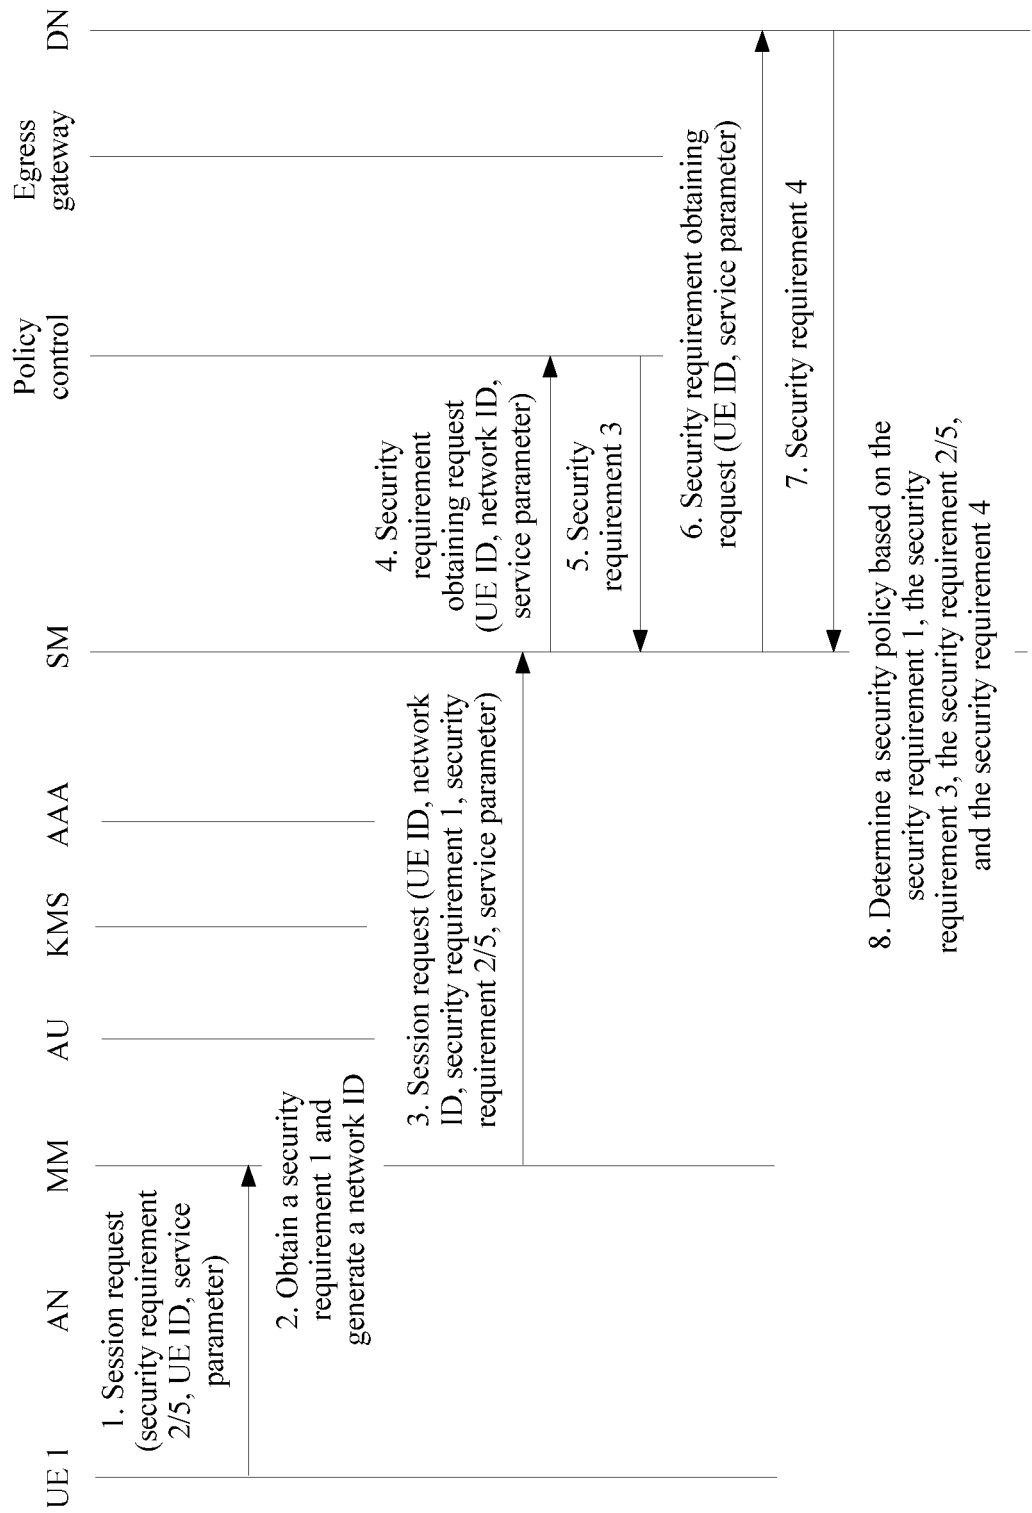 UE 1
AN
MM
AU
KMS
AAA
SM
Policy
control
Egress
gateway
DN
1. Session request
(security requirement
2/5, UE ID, service
parameter)
2. Obtain a security
requirement 1 and
generate a network ID
3. Session request (UE ID, network
ID, security requirement 1, security
requirement 2/5, service parameter)
4. Security
requirement
obtaining request
(UE ID, network ID,
service parameter)
5. Security
requirement 3
6. Security requirement obtaining
request (UE ID, service parameter)
7. Security requirement 4
8. Determine a security policy based on the
security requirement 1, the security
requirement 3, the security requirement 2/5,
and the security requirement 4